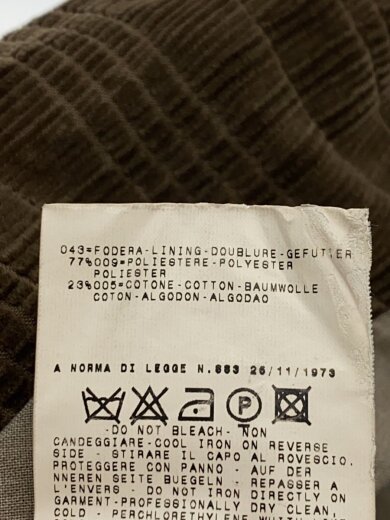 043=FODERA-LINING-DOUBLURE-GEFUTTER
77%009=POLIESTERE-POLYESTER
POLIESTER
23%005=COTONE-COTTON-BAUMWOLLE
COTON-ALGODON-ALGODAO
A NORMA DI LEGGE N.883 26/11/1973
P
-DO NOT BLEACH- NON
CANDEGGIARE-COOL IRON ON REVERSE
SIDE - STIRARE IL CAPO AL ROVESCIO,
PROTEGGERE CON PANNO - AUF DER
NNEREN SEITE BUEGELN - REPASSER A
L'ENVERS - DO NOT IRON DIRECTLY ON
GARMENT-PROFESSIONALLY DRY CLEAN,
COLD PERCHLORETHYLENE